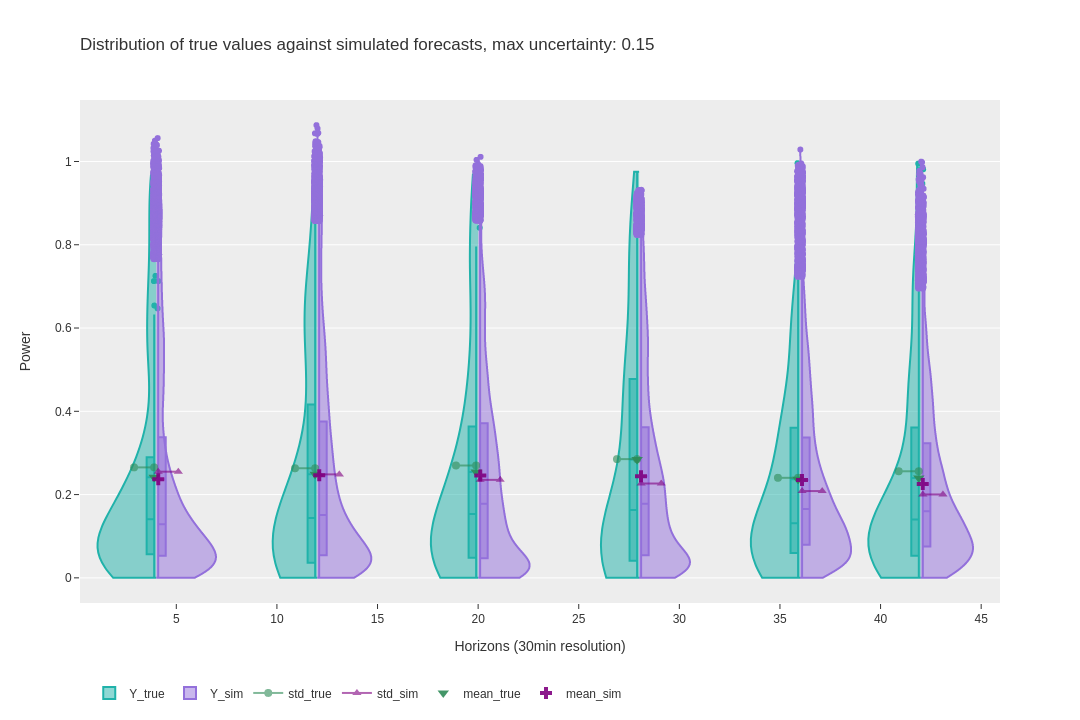 Distribution of true values against simulated forecasts, max uncertainty: 0.15
1
0.8
0.6
0.4
0.2
0
Power
5 10 15 20 25 30 35 40 45
Horizons (30min resolution)
Y_true Y_sim std_true std_sim mean_true mean_sim